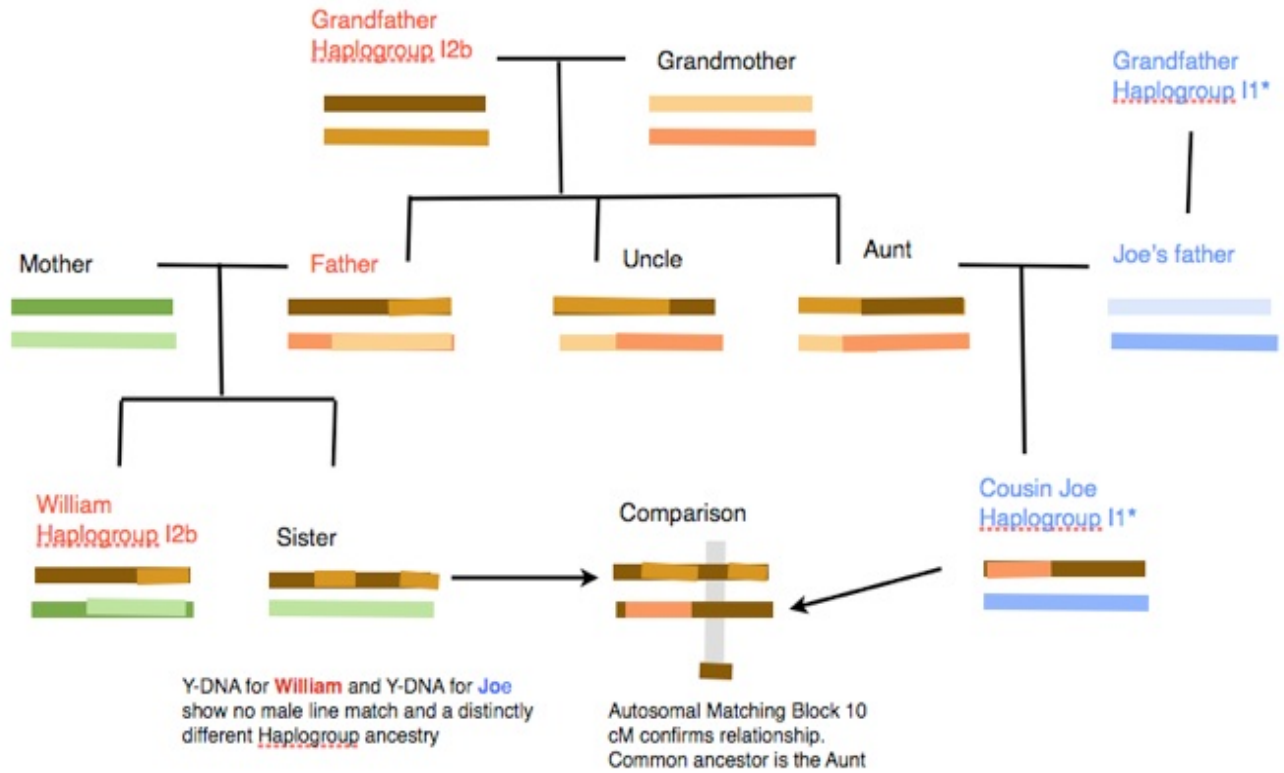 Grandfather
Haplogroup I2b
Grandmother
Grandfather
Haplogroup I1*
Mother
Father
Uncle
Aunt
Joe's father
William
Haplogroup I2b
Sister
Comparison
Cousin Joe
Haplogroup I1*
Y-DNA for William and Y-DNA for Joe
show no male line match and a distinctly
different Haplogroup ancestry
Autosomal Matching Block 10
cM confirms relationship.
Common ancestor is the Aunt